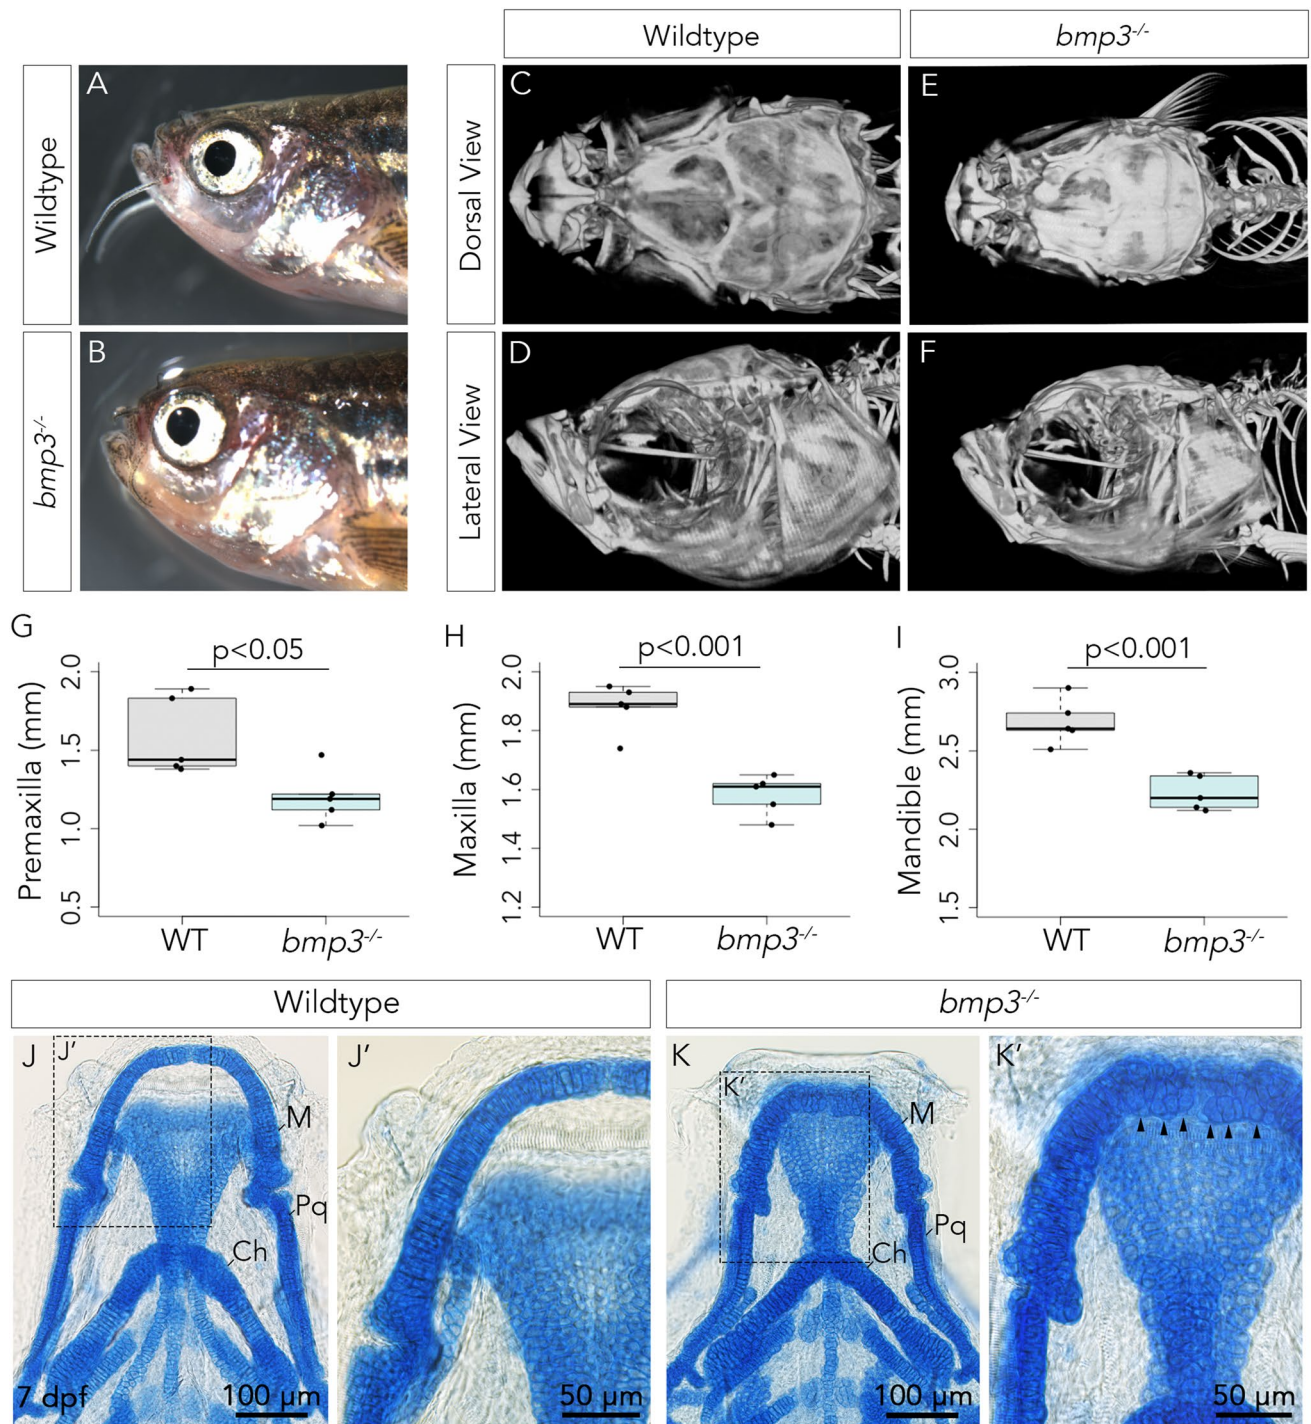 Wildtype
bmp3-/-
Wildtype
bmp3-/-
Dorsal View
Lateral View
A
B
C
E
D
F
G
p<0.05
Premaxilla (mm)
2.0
1.5
1.0
0.5
WT
bmp3-/-
H
p<0.001
Maxilla (mm)
2.0
1.8
1.6
1.4
1.2
WT
bmp3-/-
I
p<0.001
Mandible (mm)
3.0
2.5
2.0
1.5
WT
bmp3-/-
Wildtype
bmp3-/-
J
J’
M
Pq
Ch
7 dpf
100 µm
J’
50 µm
K
K’
M
Pq
Ch
100 µm
K’
50 µm